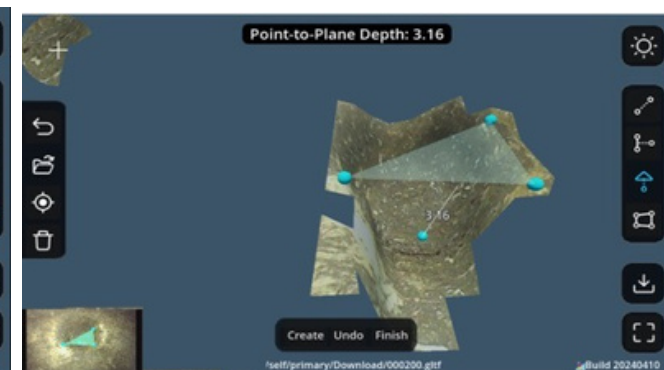 Point-to-Plane Depth: 3.16
3.16
Create Undo Finish
/self/primary/Download/000200.gltf
Build 20240410